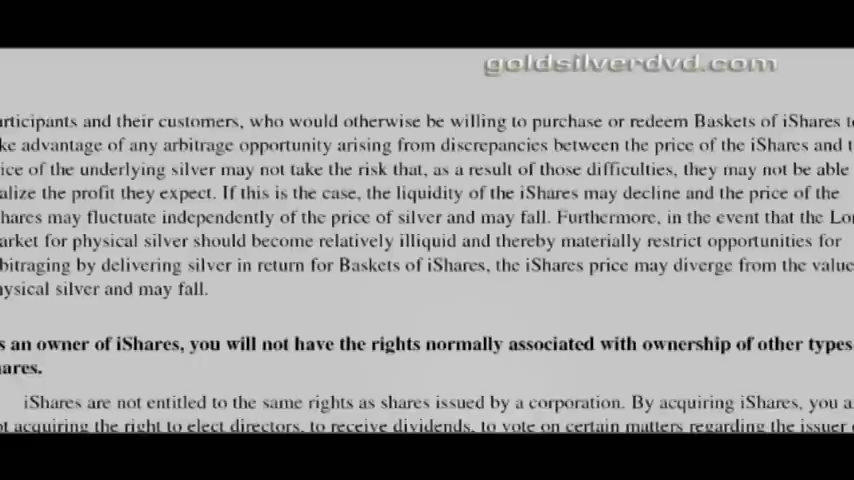 goldsilverdvd.com
rticipants and their customers, who would otherwise be willing to purchase or redeem Baskets of iShares t
ke advantage of any arbitrage opportunity arising from discrepancies between the price of the iShares and t
ice of the underlying silver may not take the risk that, as a result of those difficulties, they may not be able
alize the profit they expect. If this is the case, the liquidity of the iShares may decline and the price of the
hares may fluctuate independently of the price of silver and may fall. Furthermore, in the event that the Lo
arket for physical silver should become relatively illiquid and thereby materially restrict opportunities for
bitraging by delivering silver in return for Baskets of iShares, the iShares price may diverge from the value
ysical silver and may fall.
s an owner of iShares, you will not have the rights normally associated with ownership of other types
ares.
iShares are not entitled to the same rights as shares issued by a corporation. By acquiring iShares, you a
ot acquiring the right to elect directors, to receive dividends, to vote on certain matters regarding the issuer